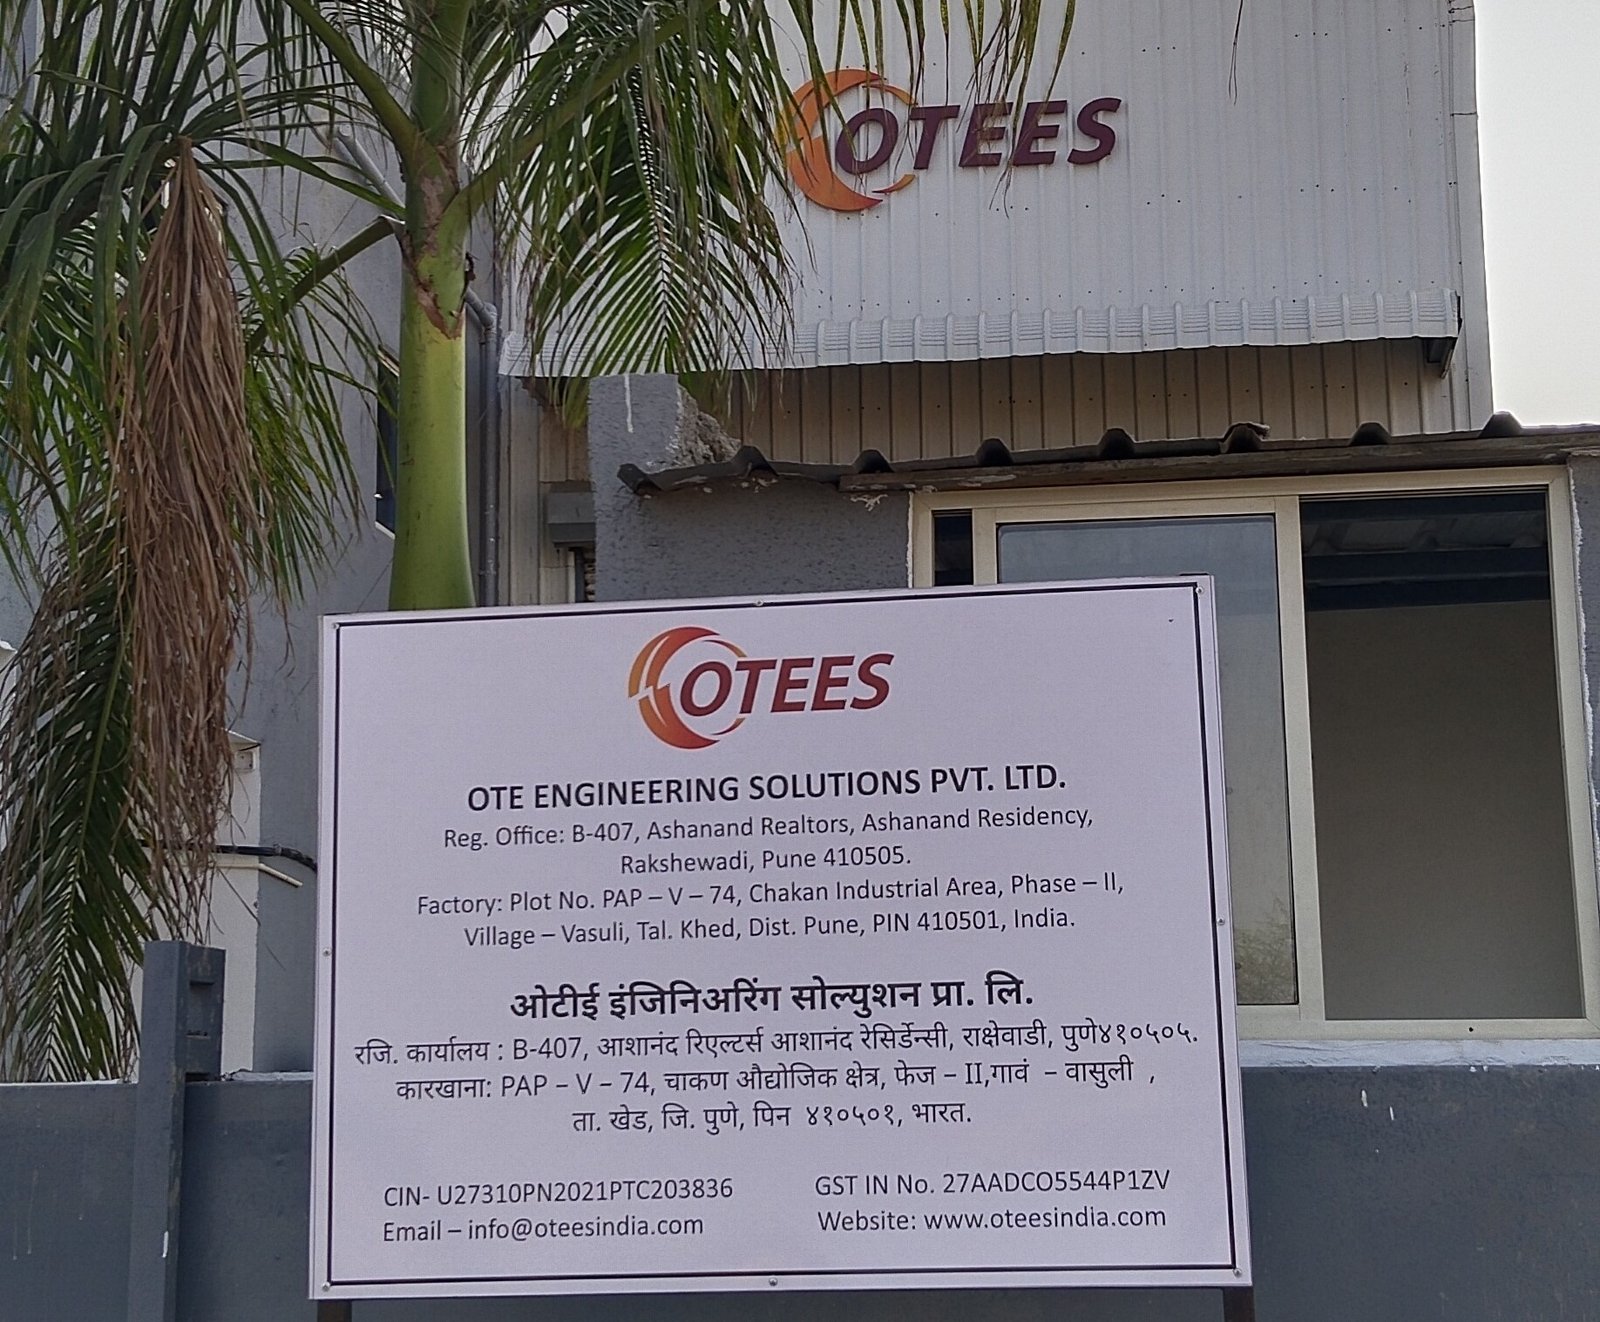 OTEES
OTEES
OTE ENGINEERING SOLUTIONS PVT. LTD.
Reg. Office: B-407, Ashanand Realtors, Ashanand Residency,
Rakshewadi, Pune 410505.
Factory: Plot No. PAP – V – 74, Chakan Industrial Area, Phase – II,
Village – Vasuli, Tal. Khed, Dist. Pune, PIN 410501, India.
ओटीई इंजिनिअरिंग सोल्युशन प्रा. लि.
रजि. कार्यालय : B-407, आशानंद रिएल्टर्स आशानंद रेसिर्डेन्सी, राक्षेवाडी, पुणे४१०५०५.
कारखाना: PAP – V – 74, चाकण औद्योजिक क्षेत्र, फेज – II,गावं – वासुली ,
ता. खेड, जि. पुणे, पिन ४१०५०१, भारत.
CIN- U27310PN2021PTC203836 GST IN No. 27AADCO5544P1ZV
Email – info@oteesindia.com Website: www.oteesindia.com